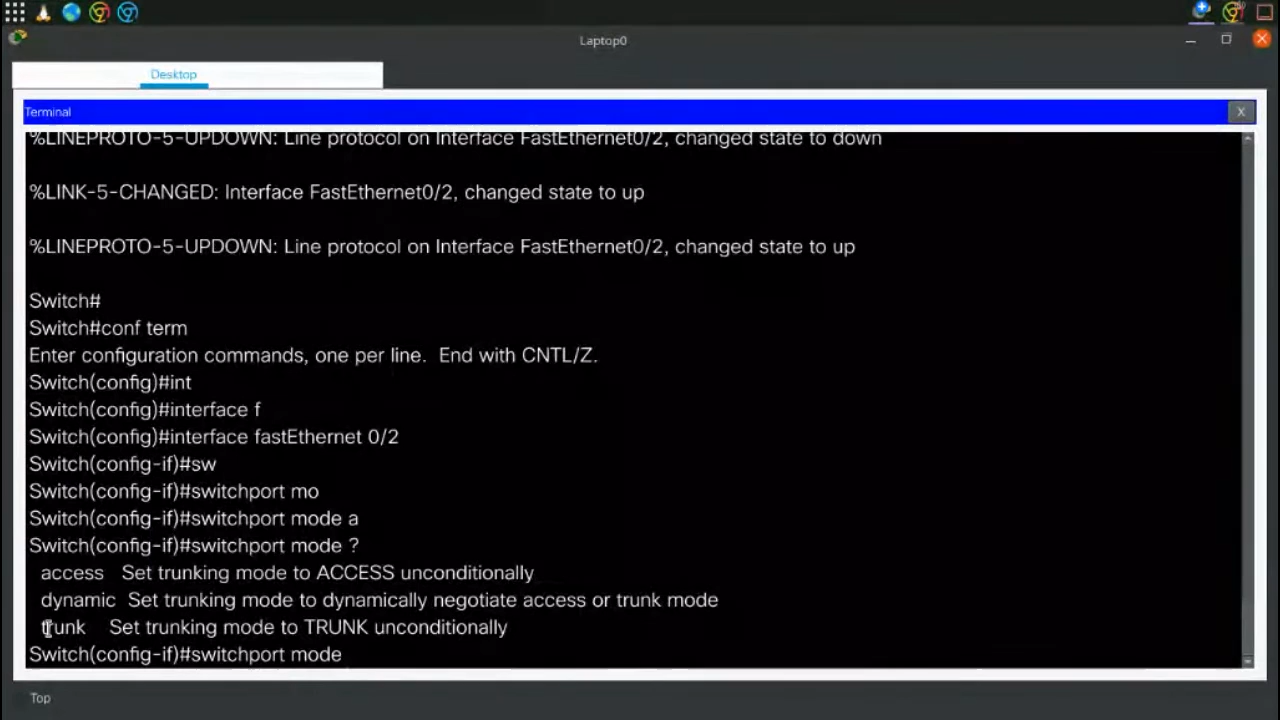 Laptop0
Desktop
Terminal
X
%LINEPROTO-5-UPDOWN: Line protocol on Interface FastEthernet0/2, changed state to down
%LINK-5-CHANGED: Interface FastEthernet0/2, changed state to up
%LINEPROTO-5-UPDOWN: Line protocol on Interface FastEthernet0/2, changed state to up
Switch#
Switch#conf term
Enter configuration commands, one per line.  End with CNTL/Z.
Switch(config)#int
Switch(config)#interface f
Switch(config)#interface fastEthernet 0/2
Switch(config-if)#sw
Switch(config-if)#switchport mo
Switch(config-if)#switchport mode a
Switch(config-if)#switchport mode ?
access   Set trunking mode to ACCESS unconditionally
dynamic  Set trunking mode to dynamically negotiate access or trunk mode
trunk    Set trunking mode to TRUNK unconditionally
Switch(config-if)#switchport mode
Top